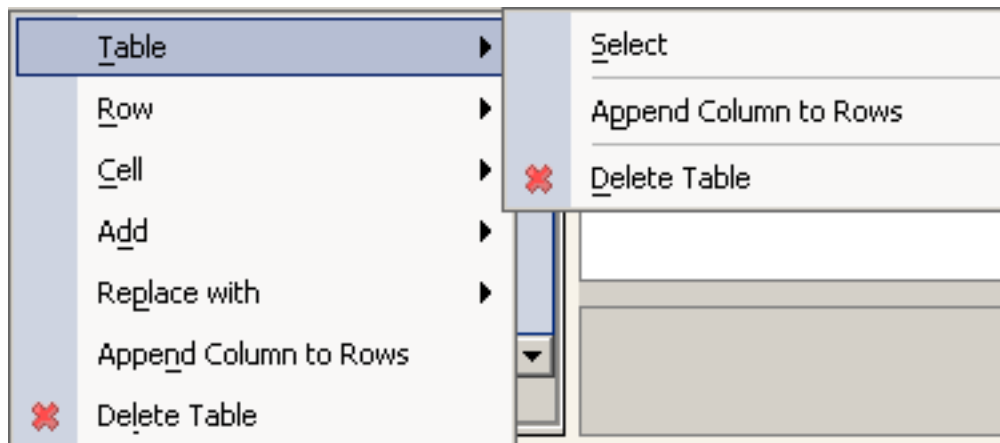 Table
Row
Cell
Add
Replace with
Append Column to Rows
Delete Table
Select
Append Column to Rows
Delete Table